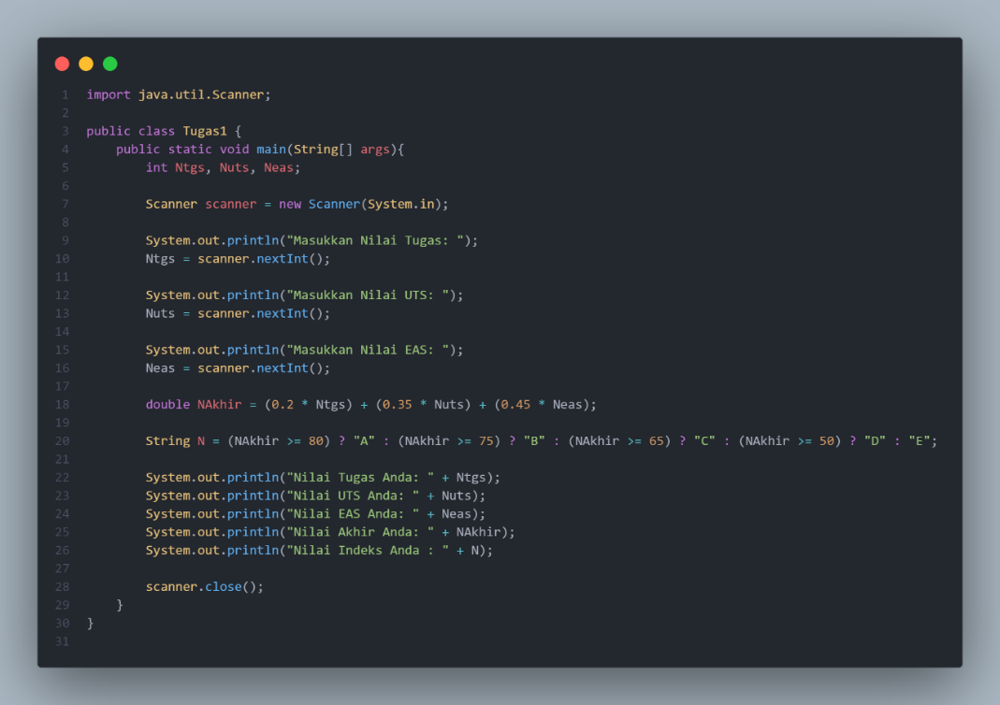 1 import java.util.Scanner;
2
3 public class Tugas1 {
4     public static void main(String[] args){
5         int Ntgs, Nuts, Neas;
6
7         Scanner scanner = new Scanner(System.in);
8
9         System.out.println("Masukkan Nilai Tugas: ");
10         Ntgs = scanner.nextInt();
11
12         System.out.println("Masukkan Nilai UTS: ");
13         Nuts = scanner.nextInt();
14
15         System.out.println("Masukkan Nilai EAS: ");
16         Neas = scanner.nextInt();
17
18         double NAkhir = (0.2 * Ntgs) + (0.35 * Nuts) + (0.45 * Neas);
19
20         String N = (NAkhir >= 80) ? "A" : (NAkhir >= 75) ? "B" : (NAkhir >= 65) ? "C" : (NAkhir >= 50) ? "D" : "E";
21
22         System.out.println("Nilai Tugas Anda: " + Ntgs);
23         System.out.println("Nilai UTS Anda: " + Nuts);
24         System.out.println("Nilai EAS Anda: " + Neas);
25         System.out.println("Nilai Akhir Anda: " + NAkhir);
26         System.out.println("Nilai Indeks Anda : " + N);
27
28         scanner.close();
29     }
30 }
31